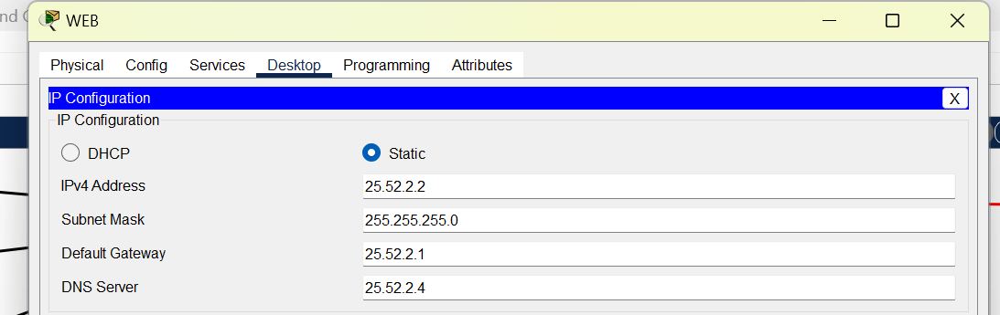 nd
WEB
Physical Config Services Desktop Programming Attributes
IP Configuration X
IP Configuration
DHCP Static
IPv4 Address 25.52.2.2
Subnet Mask 255.255.255.0
Default Gateway 25.52.2.1
DNS Server 25.52.2.4